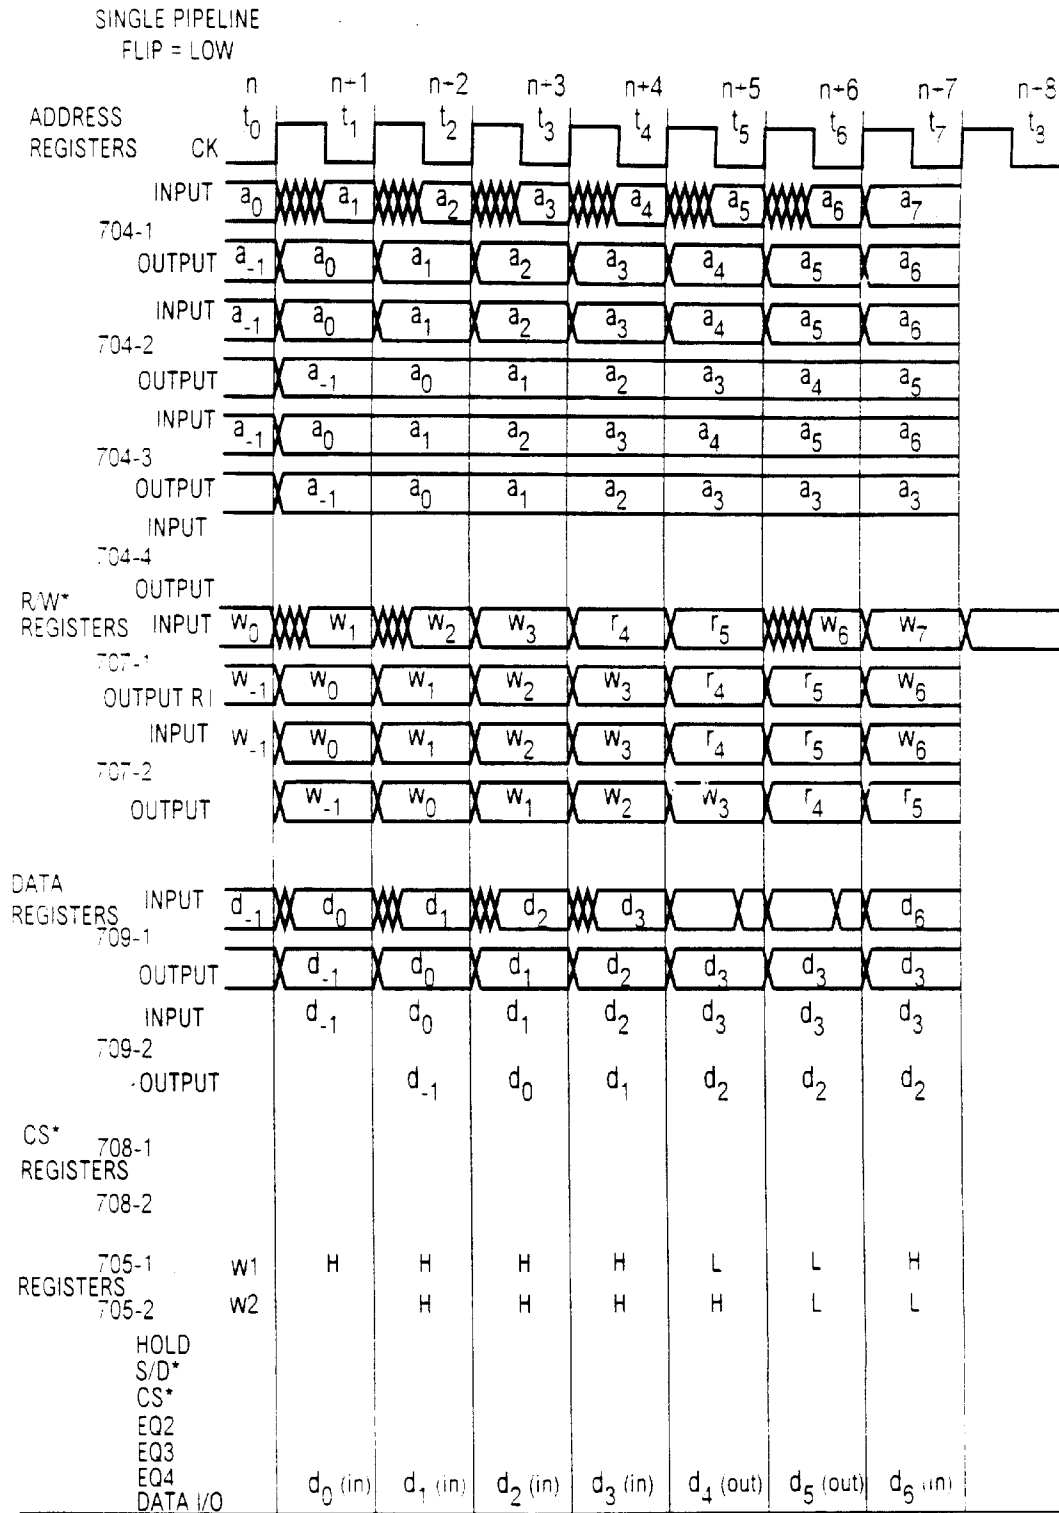 SINGLE PIPELINE
FLIP = LOW
n n+1 n+2 n+3 n+4 n+5 n+6 n+7 n+8
t0 t1 t2 t3 t4 t5 t6 t7 t3
ADDRESS
REGISTERS CK
INPUT a0 a1 a2 a3 a4 a5 a6 a7
704-1
OUTPUT a-1 a0 a1 a2 a3 a4 a5 a6
INPUT a-1 a0 a1 a2 a3 a4 a5 a6
704-2
OUTPUT a-1 a0 a1 a2 a3 a4 a5
INPUT a-1 a0 a1 a2 a3 a4 a5 a6
704-3
OUTPUT a-1 a0 a1 a2 a3 a3 a3
INPUT
704-4
OUTPUT
R/W*
REGISTERS INPUT w0 w1 w2 w3 r4 r5 w6 w7
707-1
OUTPUT R1 w-1 w0 w1 w2 w3 r4 r5 w6
INPUT w-1 w0 w1 w2 w3 r4 r5 w6
707-2
OUTPUT w-1 w0 w1 w2 w3 r4 r5
DATA
REGISTERS INPUT d-1 d0 d1 d2 d3 d6
709-1
OUTPUT d-1 d0 d1 d2 d3 d3 d3
INPUT d-1 d0 d1 d2 d3 d3 d3
709-2
OUTPUT d-1 d0 d1 d2 d2 d2
CS*
REGISTERS 708-1
708-2
705-1 W1 H H H H L L H
REGISTERS
705-2 W2 H H H H L L
HOLD
S/D*
CS*
EQ2
EQ3
EQ4
DATA I/O d0 (in) d1 (in) d2 (in) d3 (in) d4 (out) d5 (out) d6 (in)